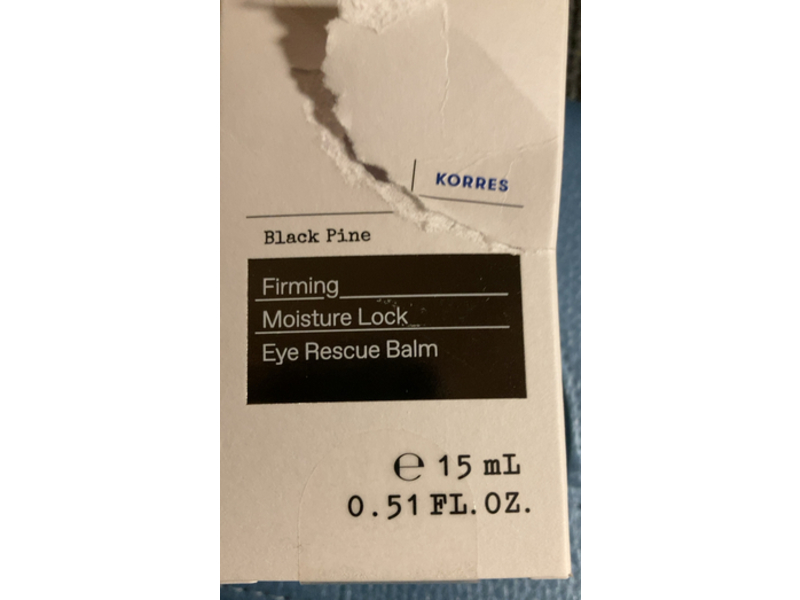 KORRES
Black Pine
Firming
Moisture Lock
Eye Rescue Balm
℮ 15 mL
0.51 FL.OZ.